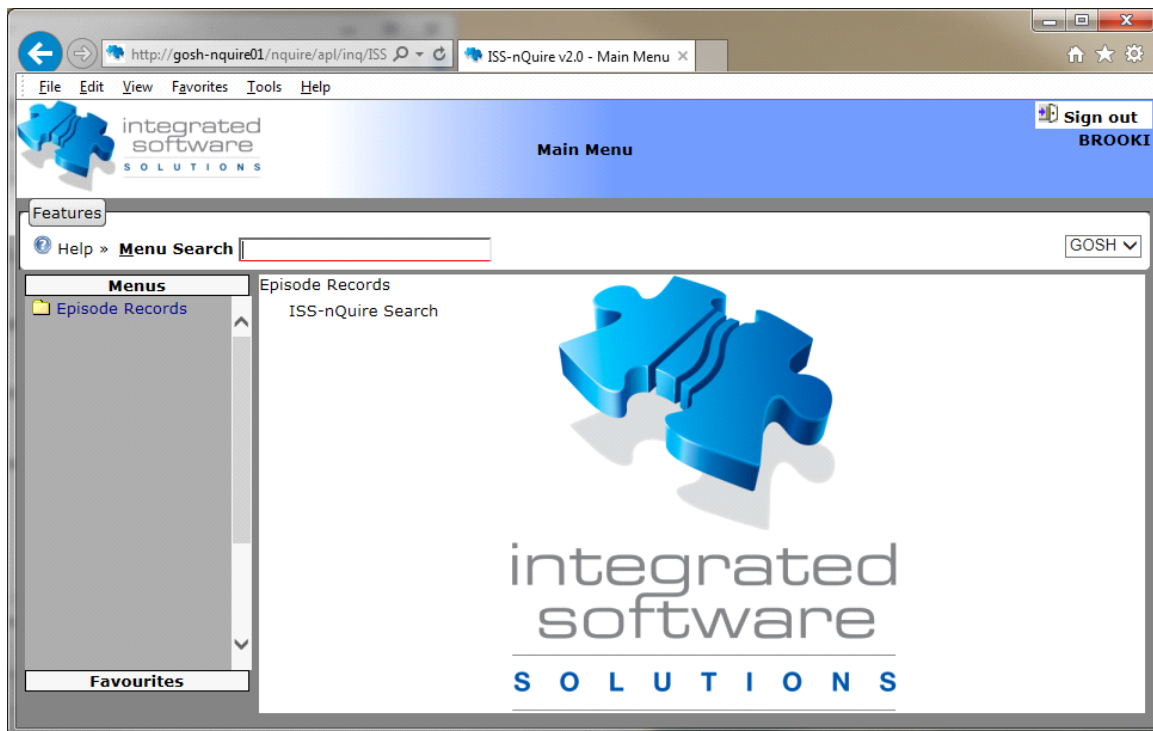 http://gosh-nquire01/nquire/apl/inq/ISS
ISS-nQuire v2.0 - Main Menu
File Edit View Favorites Tools Help
integrated
software
SOLUTIONS
Main Menu
Sign out
BROOKI
Features
Help » Menu Search
GOSH
Menus
Episode Records
Episode Records
ISS-nQuire Search
Favourites
integrated
software
SOLUTIONS